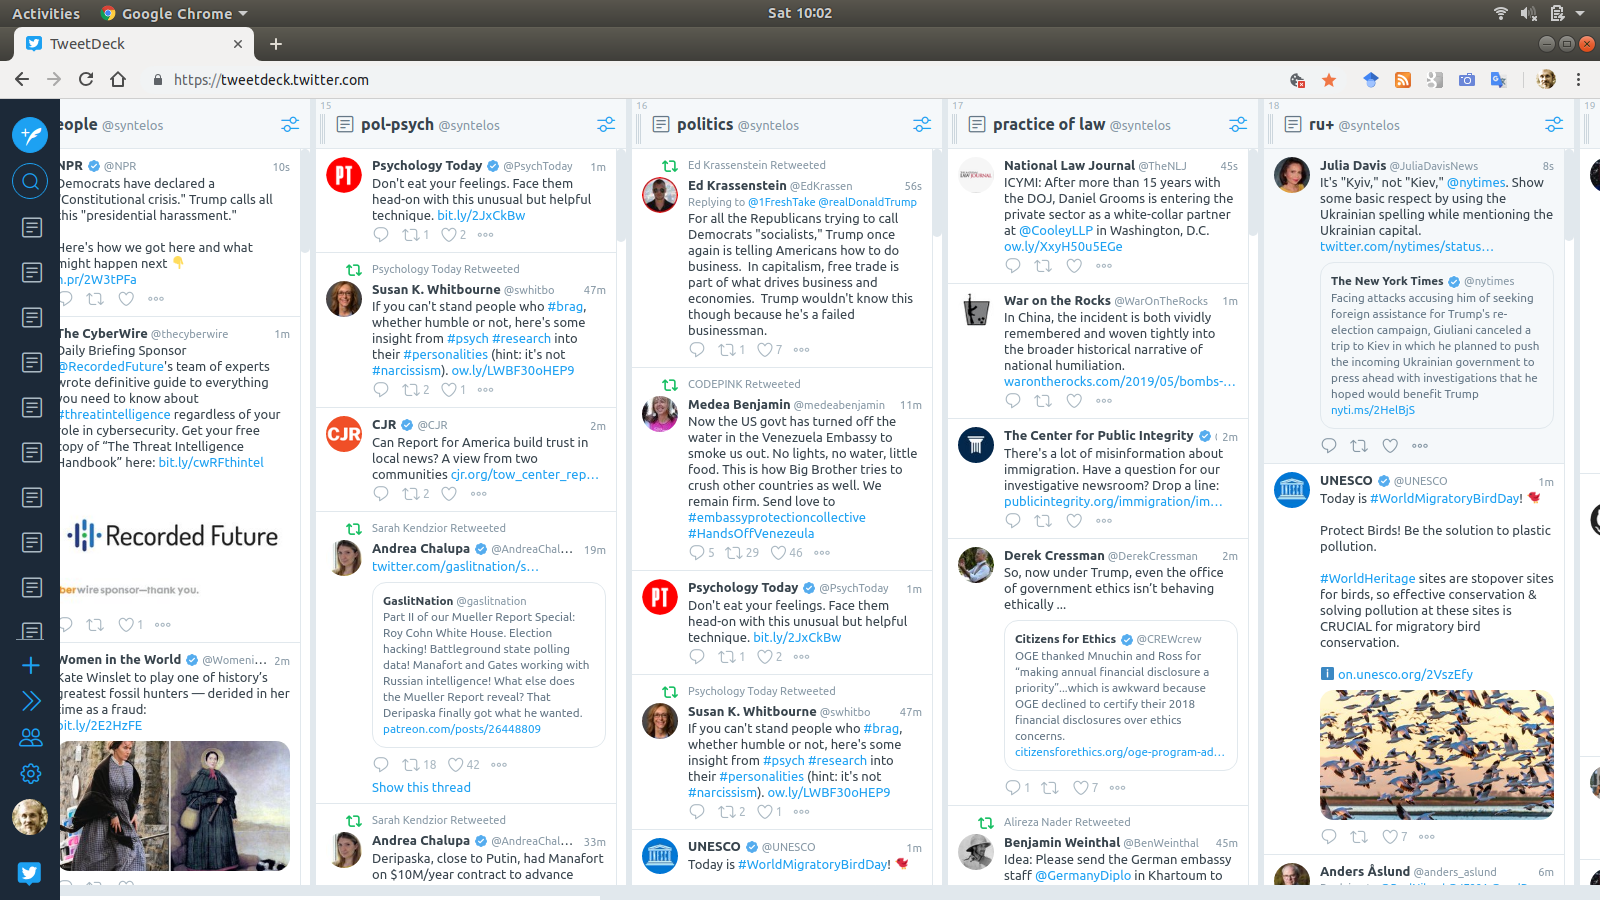 Activities
Google Chrome
Sat 10:02
TweetDeck
https://tweetdeck.twitter.com
eople @syntelos
NPR @NPR 10s
Democrats have declared a
"Constitutional crisis." Trump calls all
this "presidential harassment."
Here's how we got here and what
might happen next 👇
n.pr/2W3tPFa
The CyberWire @thecyberwire 1m
Daily Briefing Sponsor
@RecordedFuture's team of experts
wrote definitive guide to everything
you need to know about
#threatintelligence regardless of your
role in cybersecurity. Get your free
copy of “The Threat Intelligence
Handbook” here: bit.ly/cwRFthintel
Recorded Future
berwire sponsor—thank you.
1
Women in the World @Womeni... 2m
Kate Winslet to play one of history’s
greatest fossil hunters — derided in her
time as a fraud:
bit.ly/2E2HzFE
15
pol-psych @syntelos
Psychology Today @PsychToday 1m
Don't eat your feelings. Face them
head-on with this unusual but helpful
technique. bit.ly/2JxCkBw
1 2
Psychology Today Retweeted
Susan K. Whitbourne @swhitbo 47m
If you can't stand people who #brag,
whether humble or not, here's some
insight from #psych #research into
their #personalities (hint: it's not
#narcissism). ow.ly/LWBF30oHEP9
2 1
CJR @CJR 2m
Can Report for America build trust in
local news? A view from two
communities cjr.org/tow_center_rep...
2
Sarah Kendzior Retweeted
Andrea Chalupa @AndreaChal... 19m
twitter.com/gaslitnation/s...
GaslitNation @gaslitnation
Part II of our Mueller Report Special:
Roy Cohn White House. Election
hacking! Battleground state polling
data! Manafort and Gates working with
Russian intelligence! What else does
the Mueller Report reveal? That
Deripaska finally got what he wanted.
patreon.com/posts/26448809
18 42
Show this thread
Sarah Kendzior Retweeted
Andrea Chalupa @AndreaChal... 33m
Deripaska, close to Putin, had Manafort
on $10M/year contract to advance
16
politics @syntelos
Ed Krassenstein Retweeted
Ed Krassenstein @EdKrassen 56s
Replying to @1FreshTake @realDonaldTrump
For all the Republicans trying to call
Democrats "socialists," Trump once
again is telling Americans how to do
business. In capitalism, free trade is
part of what drives business and
economies. Trump wouldn't know this
though because he's a failed
businessman.
1 7
CODEPINK Retweeted
Medea Benjamin @medeabenjamin 11m
Now the US govt has turned off the
water in the Venezuela Embassy to
smoke us out. No lights, no water, little
food. This is how Big Brother tries to
crush other countries as well. We
remain firm. Send love to
#embassyprotectioncollective
#HandsOffVenezeula
5 29 46
Psychology Today @PsychToday 1m
Don't eat your feelings. Face them
head-on with this unusual but helpful
technique. bit.ly/2JxCkBw
1 2
Psychology Today Retweeted
Susan K. Whitbourne @swhitbo 47m
If you can't stand people who #brag,
whether humble or not, here's some
insight from #psych #research into
their #personalities (hint: it's not
#narcissism). ow.ly/LWBF30oHEP9
2 1
UNESCO @UNESCO 1m
Today is #WorldMigratoryBirdDay!
17
practice of law @syntelos
National Law Journal @TheNLJ 45s
ICYMI: After more than 15 years with
the DOJ, Daniel Grooms is entering the
private sector as a white-collar partner
at @CooleyLLP in Washington, D.C.
ow.ly/XxyH50u5EGe
War on the Rocks @WarOnTheRocks 1m
In China, the incident is both vividly
remembered and woven tightly into
the broader historical narrative of
national humiliation.
warontherocks.com/2019/05/bombs-...
The Center for Public Integrity 2m
There's a lot of misinformation about
immigration. Have a question for our
investigative newsroom? Drop a line:
publicintegrity.org/immigration/im...
Derek Cressman @DerekCressman 2m
So, now under Trump, even the office
of government ethics isn’t behaving
ethically ...
Citizens for Ethics @CREWcrew
OGE thanked Mnuchin and Ross for
“making annual financial disclosure a
priority”...which is awkward because
OGE declined to certify their 2018
financial disclosures over ethics
concerns.
citizensforethics.org/oge-program-ad...
1 7
Alireza Nader Retweeted
Benjamin Weinthal @BenWeinthal 45m
Idea: Please send the German embassy
staff @GermanyDiplo in Khartoum to
18
ru+ @syntelos
Julia Davis @JuliaDavisNews 8s
It's "Kyiv," not "Kiev," @nytimes. Show
some basic respect by using the
Ukrainian spelling while mentioning the
Ukrainian capital.
twitter.com/nytimes/status...
The New York Times @nytimes
Facing attacks accusing him of seeking
foreign assistance for Trump's re-
election campaign, Giuliani canceled a
trip to Kiev in which he planned to push
the incoming Ukrainian government to
press ahead with investigations that he
hoped would benefit Trump
nyti.ms/2HelBjS
UNESCO @UNESCO 1m
Today is #WorldMigratoryBirdDay!
Protect Birds! Be the solution to plastic
pollution.
#WorldHeritage sites are stopover sites
for birds, so effective conservation &
solving pollution at these sites is
CRUCIAL for migratory bird
conservation.
on.unesco.org/2VszEfy
7
Anders Åslund @anders_aslund 6m
19